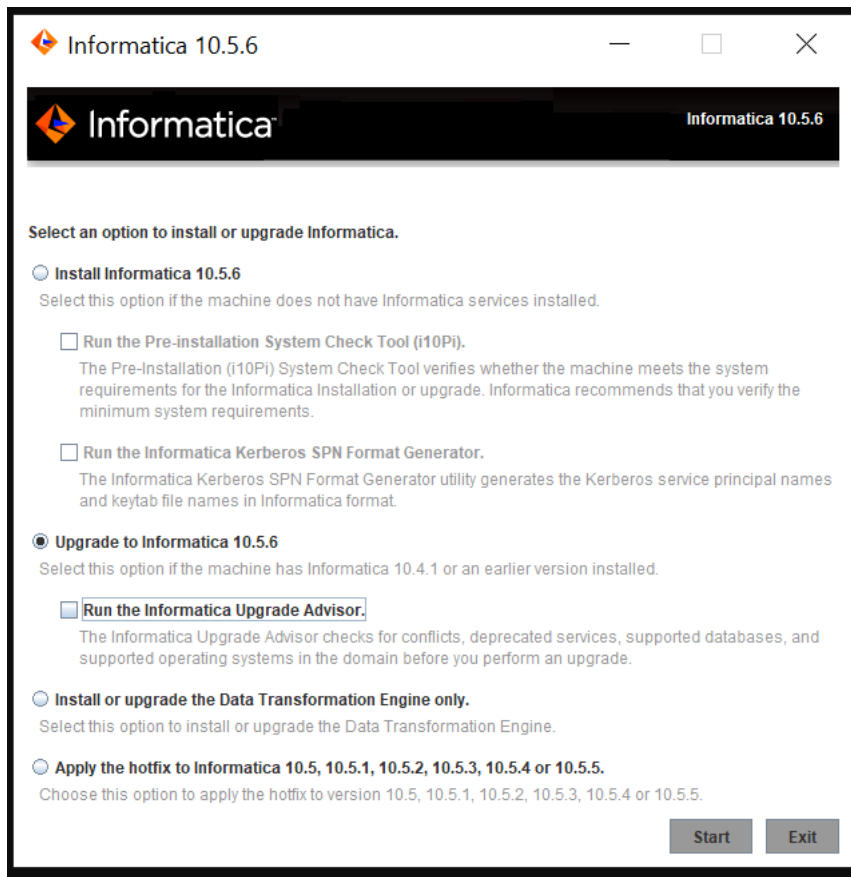 Informatica 10.5.6
Informatica
Informatica 10.5.6
Select an option to install or upgrade Informatica.
Install Informatica 10.5.6
Select this option if the machine does not have Informatica services installed.
Run the Pre-installation System Check Tool (i10Pi).
The Pre-Installation (i10Pi) System Check Tool verifies whether the machine meets the system
requirements for the Informatica Installation or upgrade. Informatica recommends that you verify the
minimum system requirements.
Run the Informatica Kerberos SPN Format Generator.
The Informatica Kerberos SPN Format Generator utility generates the Kerberos service principal names
and keytab file names in Informatica format.
Upgrade to Informatica 10.5.6
Select this option if the machine has Informatica 10.4.1 or an earlier version installed.
Run the Informatica Upgrade Advisor.
The Informatica Upgrade Advisor checks for conflicts, deprecated services, supported databases, and
supported operating systems in the domain before you perform an upgrade.
Install or upgrade the Data Transformation Engine only.
Select this option to install or upgrade the Data Transformation Engine.
Apply the hotfix to Informatica 10.5, 10.5.1, 10.5.2, 10.5.3, 10.5.4 or 10.5.5.
Choose this option to apply the hotfix to version 10.5, 10.5.1, 10.5.2, 10.5.3, 10.5.4 or 10.5.5.
Start Exit